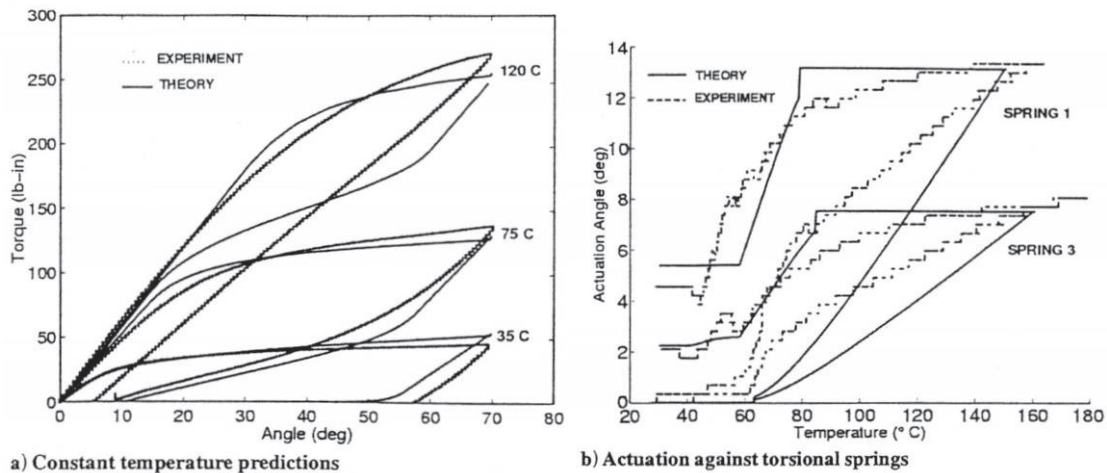 300
250
200
150
100
50
0
Torque (lb-in)
EXPERIMENT
THEORY
120 C
75 C
35 C
0 10 20 30 40 50 60 70 80
Angle (deg)
a) Constant temperature predictions
14
12
10
8
6
4
2
0
Actuation Angle (deg)
THEORY
EXPERIMENT
SPRING 1
SPRING 3
20 40 60 80 100 120 140 160 180
Temperature (° C)
b) Actuation against torsional springs